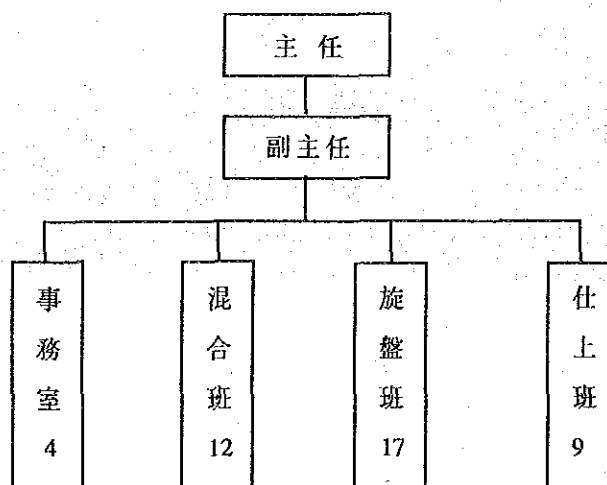 主任
副主任
事務室 4
混合班 12
旋盤班 17
仕上班 9